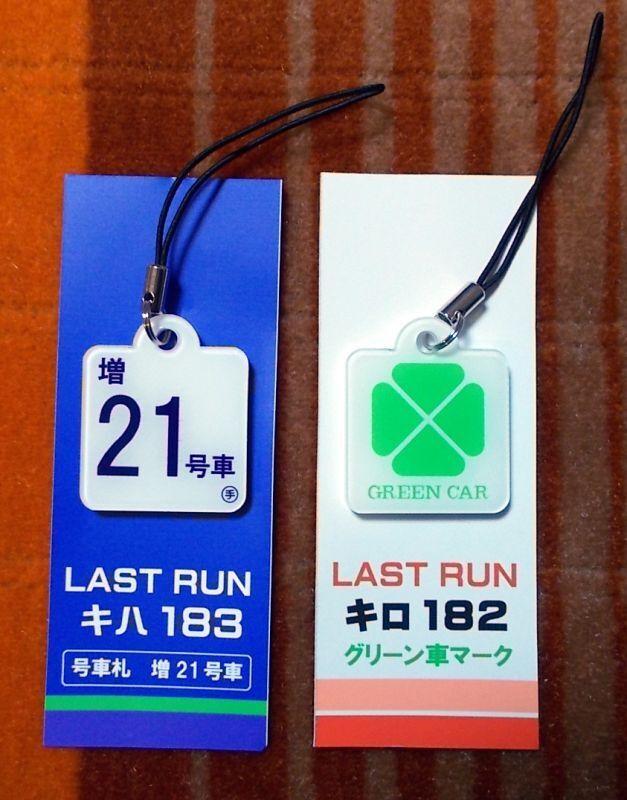 増
21号車
㋙
LAST RUN
キハ 183
号車札 増21号車
GREEN CAR
LAST RUN
キロ 182
グリーン車マーク